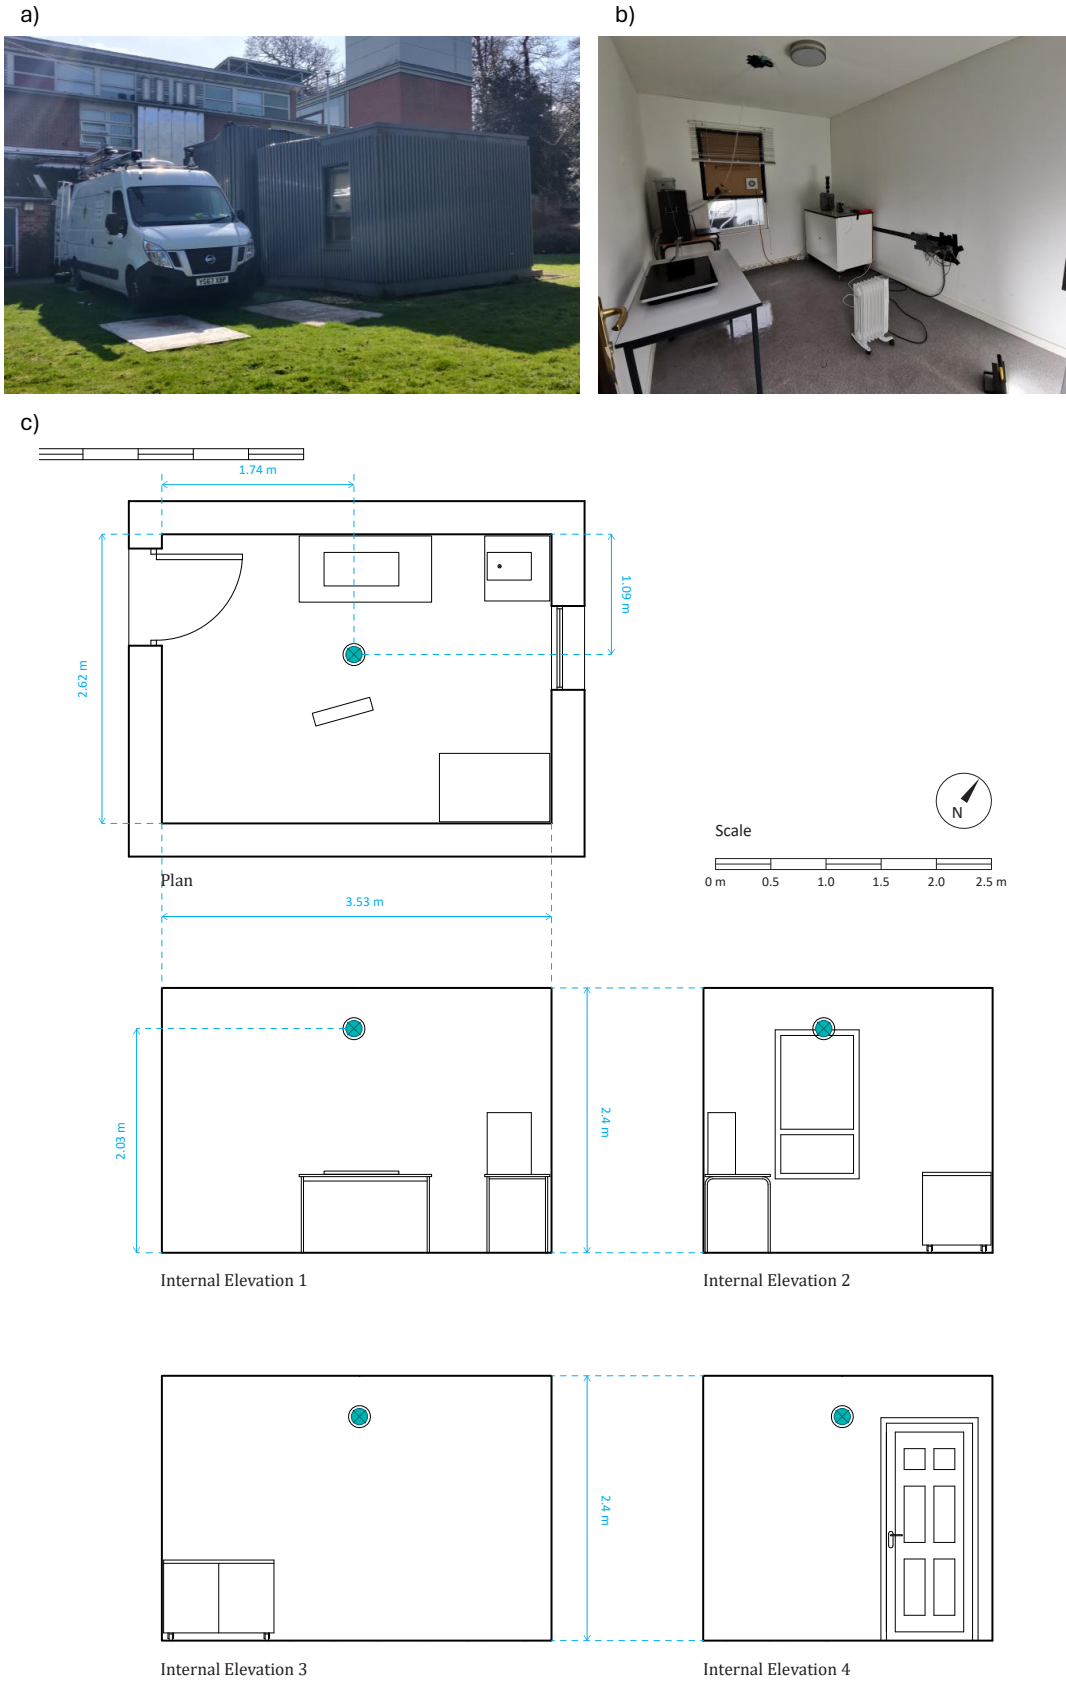 a)
b)
YG67 XBP
c)
1.74 m
1.09 m
2.62 m
N
Scale
0 m 0.5 1.0 1.5 2.0 2.5 m
Plan
3.53 m
2.03 m
2.4 m
Internal Elevation 1
Internal Elevation 2
2.4 m
Internal Elevation 3
Internal Elevation 4